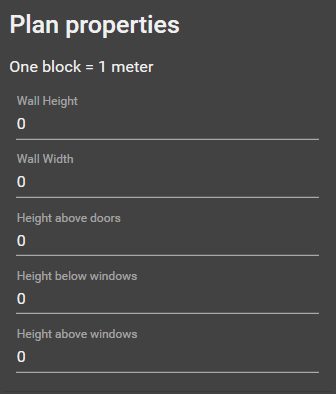 Plan properties
One block = 1 meter
Wall Height
0
Wall Width
0
Height above doors
0
Height below windows
0
Height above windows
0